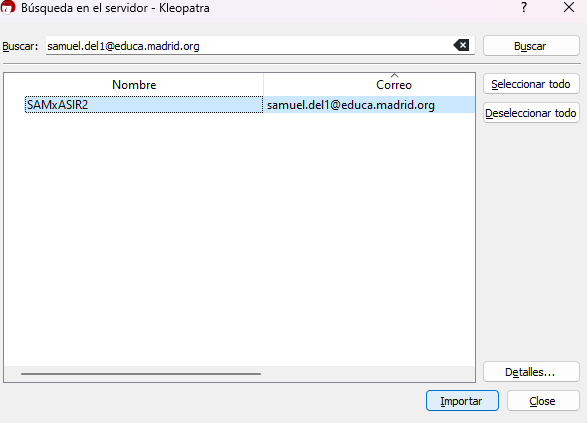 Búsqueda en el servidor - Kleopatra
?
Buscar: samuel.del1@educa.madrid.org Buscar
Nombre Correo Seleccionar todo
SAMxASIR2 samuel.del1@educa.madrid.org
Deseleccionar todo
Detalles...
Importar Close